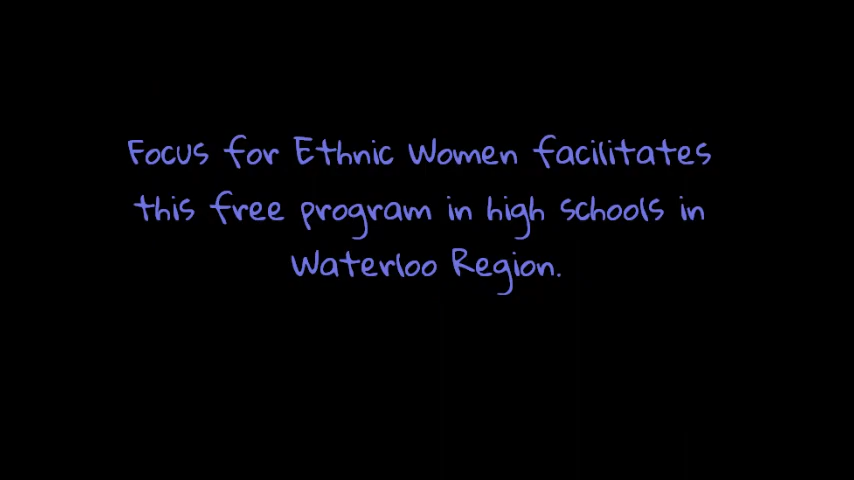 Focus for Ethnic Women facilitates
this free program in high schools in
Waterloo Region.